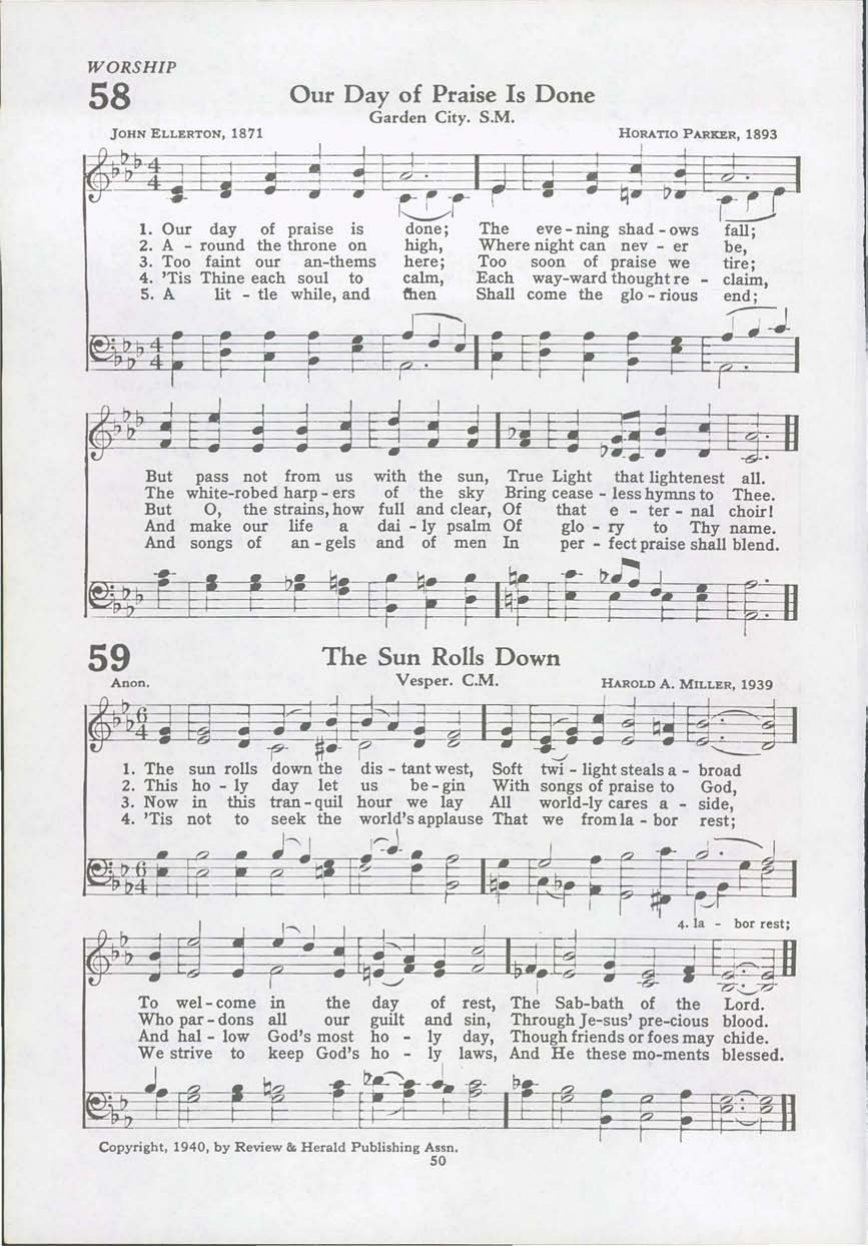 WORSHIP
58 Our Day of Praise Is Done
Garden City. S.M.
JOHN ELLERTON, 1871 HORATIO PARKER, 1893
1. Our day of praise is done; The eve - ning shad - ows fall;
2. A - round the throne on high, Where night can nev - er be,
3. Too faint our an-thems here; Too soon of praise we tire;
4. 'Tis Thine each soul to calm, Each way-ward thought re - claim,
5. A lit - tle while, and then Shall come the glo - rious end;
But pass not from us with the sun, True Light that lightenest all.
The white-robed harp - ers of the sky Bring cease - less hymns to Thee.
But O, the strains, how full and clear, Of that e - ter - nal choir!
And make our life a dai - ly psalm Of glo - ry to Thy name.
And songs of an - gels and of men In per - fect praise shall blend.
59 The Sun Rolls Down
Anon. Vesper. C.M. HAROLD A. MILLER, 1939
1. The sun rolls down the dis - tant west, Soft twi - light steals a - broad
2. This ho - ly day let us be - gin With songs of praise to God,
3. Now in this tran - quil hour we lay All world-ly cares a - side,
4. 'Tis not to seek the world's applause That we from la - bor rest;
4. la - bor rest;
To wel - come in the day of rest, The Sab-bath of the Lord.
Who par - dons all our guilt and sin, Through Je-sus' pre-cious blood.
And hal - low God's most ho - ly day, Though friends or foes may chide.
We strive to keep God's ho - ly laws, And He these mo-ments blessed.
Copyright, 1940, by Review & Herald Publishing Assn.
50